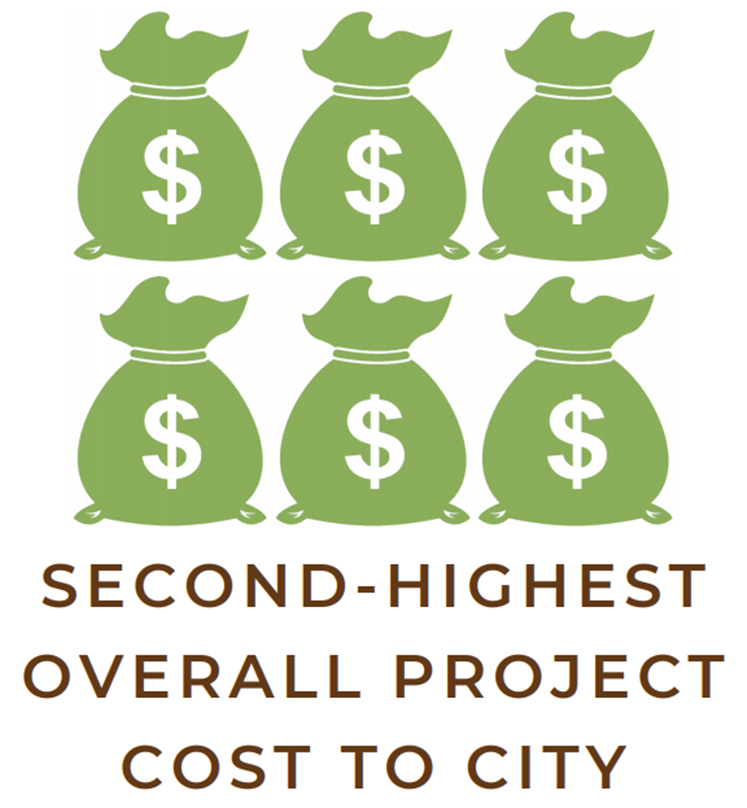 $ $ $
$ $ $
SECOND-HIGHEST
OVERALL PROJECT
COST TO CITY